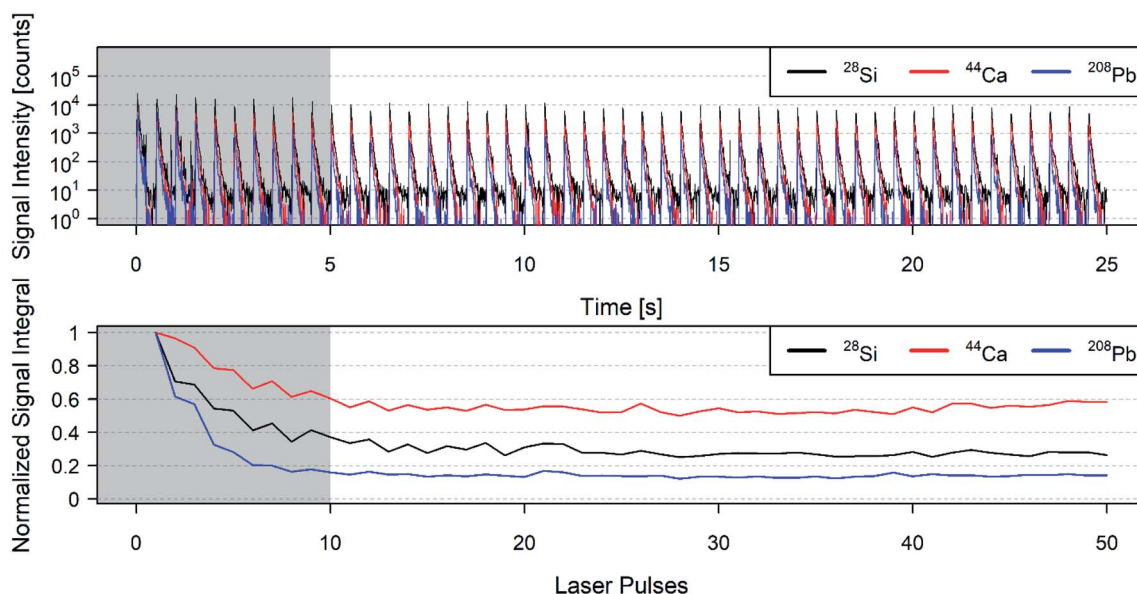 Signal Intensity [counts]
10⁵
10⁴
10³
10²
10¹
10⁰
²⁸Si ⁴⁴Ca ²⁰⁸Pb
0 5 10 15 20 25
Time [s]
Normalized Signal Integral
1
0.8
0.6
0.4
0.2
0
²⁸Si ⁴⁴Ca ²⁰⁸Pb
0 10 20 30 40 50
Laser Pulses